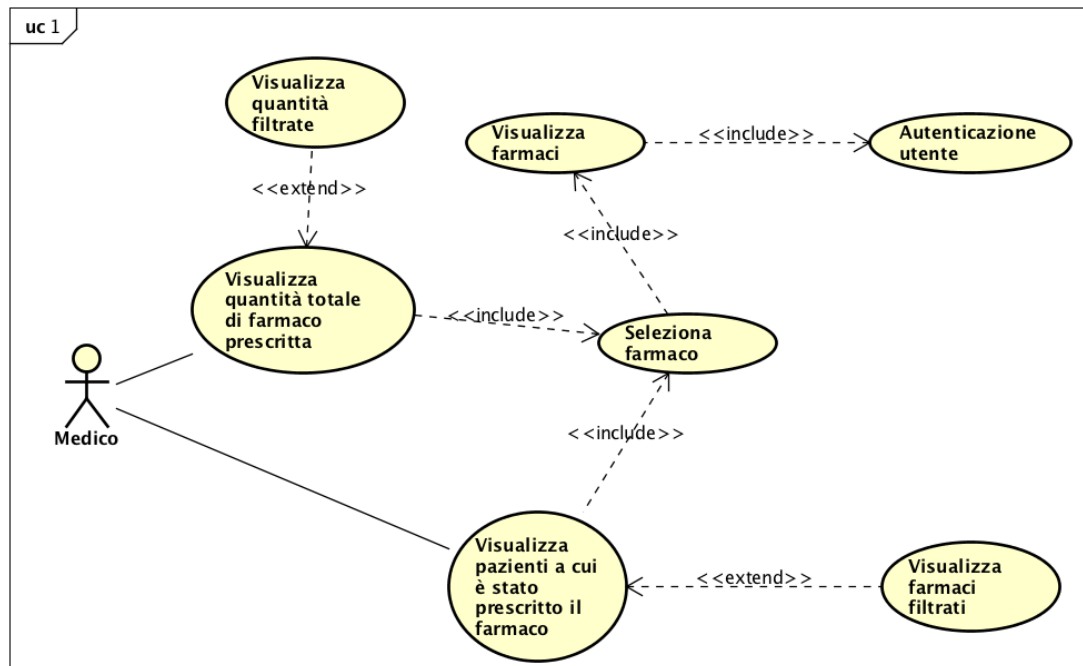 uc 1
Visualizza
quantità
filtrate
Visualizza
farmaci
<<include>>
Autenticazione
utente
<<extend>>
<<include>>
Visualizza
quantità totale
di farmaco
prescritta
<<include>>
Seleziona
farmaco
Medico
<<include>>
Visualizza
pazienti a cui
è stato
prescritto il
farmaco
<<extend>>
Visualizza
farmaci
filtrati